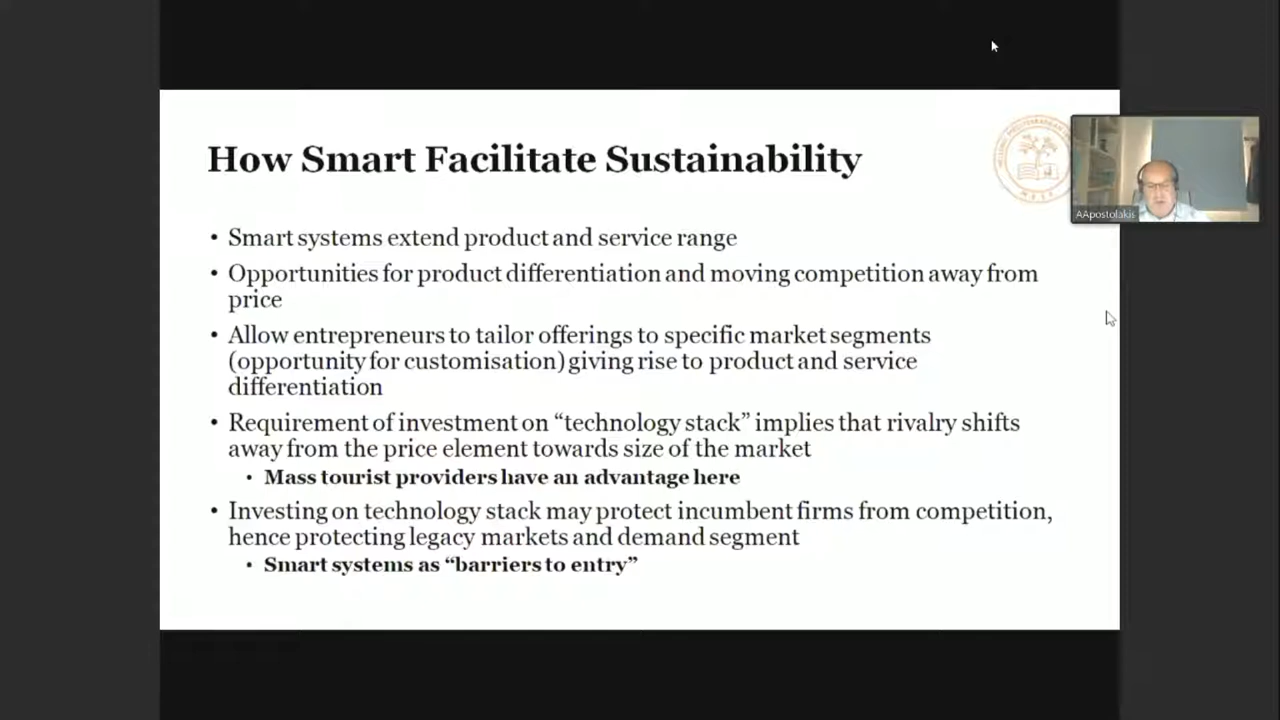 How Smart Facilitate Sustainability
• Smart systems extend product and service range
• Opportunities for product differentiation and moving competition away from
price
• Allow entrepreneurs to tailor offerings to specific market segments
(opportunity for customisation) giving rise to product and service
differentiation
• Requirement of investment on “technology stack” implies that rivalry shifts
away from the price element towards size of the market
• Mass tourist providers have an advantage here
• Investing on technology stack may protect incumbent firms from competition,
hence protecting legacy markets and demand segment
• Smart systems as “barriers to entry”
AApostolakis